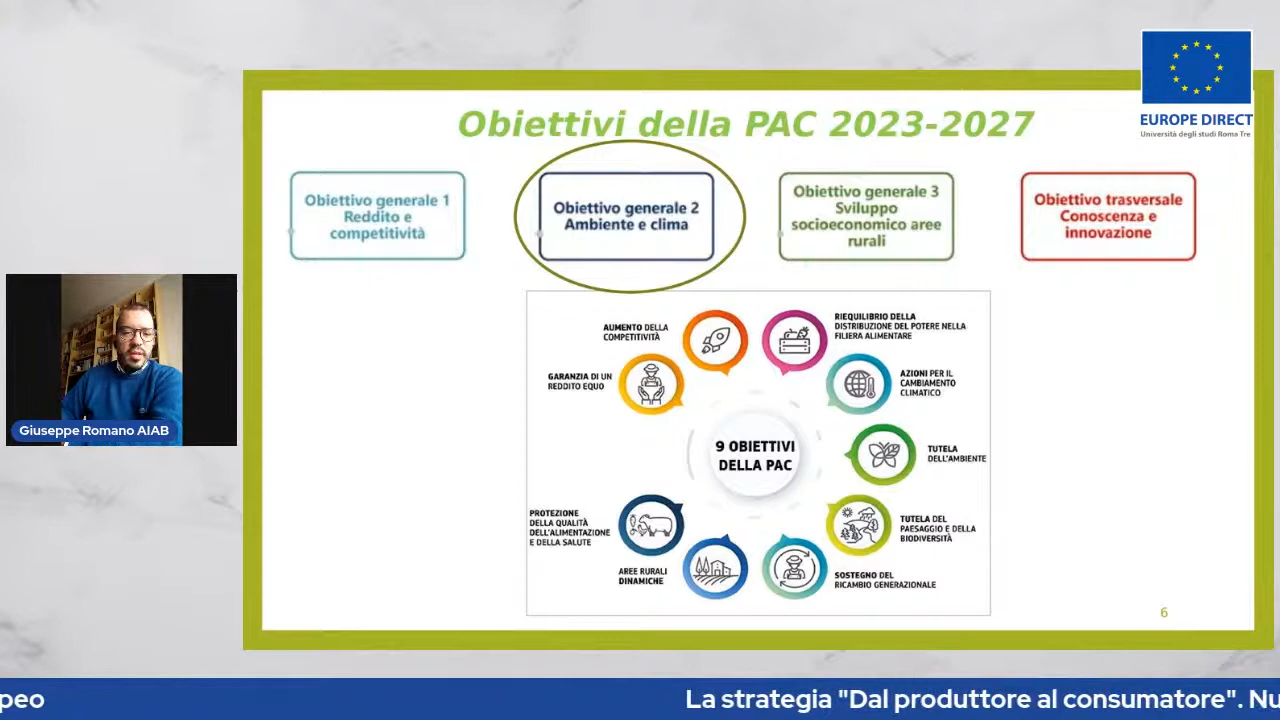 EUROPE DIRECT
Università degli studi Roma Tre
Obiettivi della PAC 2023-2027
Obiettivo generale 1
Reddito e
competitività
Obiettivo generale 2
Ambiente e clima
Obiettivo generale 3
Sviluppo
socioeconomico aree
rurali
Obiettivo trasversale
Conoscenza e
innovazione
AUMENTO DELLA
COMPETITIVITÀ
RIEQUILIBRIO DELLA
DISTRIBUZIONE DEL POTERE NELLA
FILIERA ALIMENTARE
GARANZIA DI UN
REDDITO EQUO
AZIONI PER IL
CAMBIAMENTO
CLIMATICO
9 OBIETTIVI
DELLA PAC
TUTELA
DELL'AMBIENTE
PROTEZIONE
DELLA QUALITÀ
DELL'ALIMENTAZIONE
E DELLA SALUTE
TUTELA DEL
PAESAGGIO E DELLA
BIODIVERSITÀ
AREE RURALI
DINAMICHE
SOSTEGNO DEL
RICAMBIO GENERAZIONALE
6
Giuseppe Romano AIAB
peo
La strategia "Dal produttore al consumatore". Nu